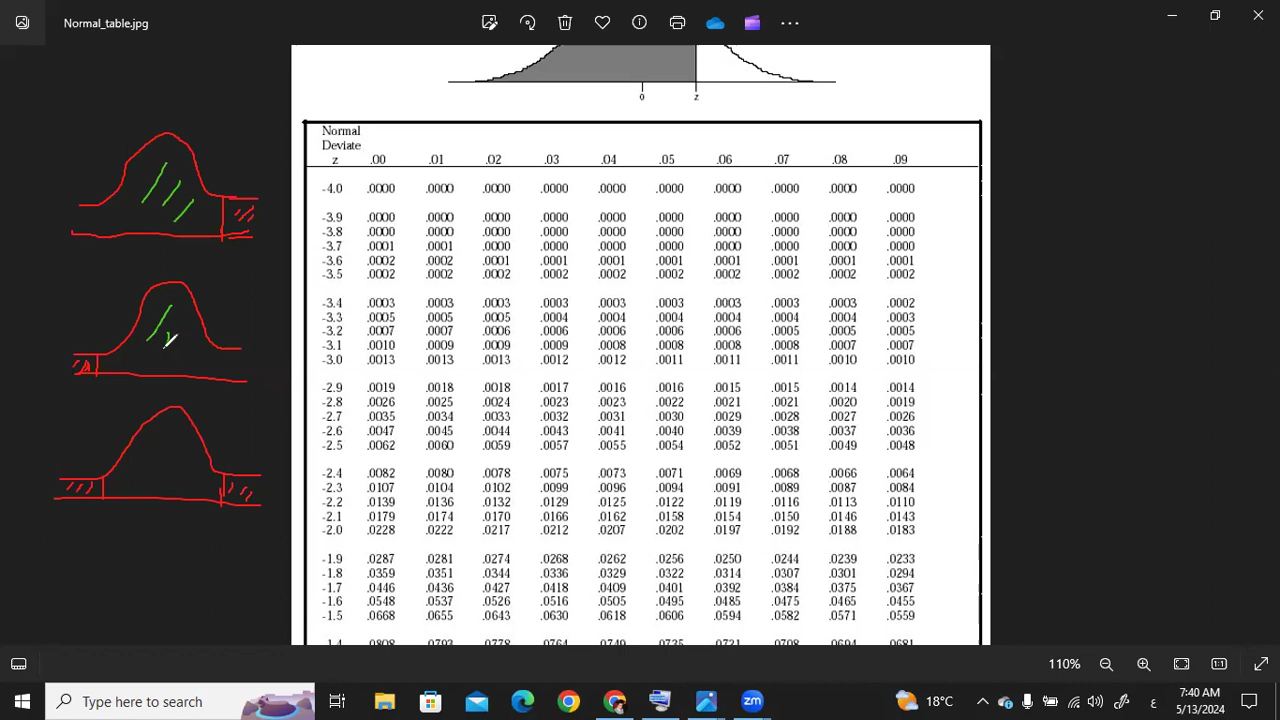 Normal_table.jpg
0 z
Normal
Deviate
z .00 .01 .02 .03 .04 .05 .06 .07 .08 .09
-4.0 .0000 .0000 .0000 .0000 .0000 .0000 .0000 .0000 .0000 .0000
-3.9 .0000 .0000 .0000 .0000 .0000 .0000 .0000 .0000 .0000 .0000
-3.8 .0000 .0000 .0000 .0000 .0000 .0000 .0000 .0000 .0000 .0000
-3.7 .0001 .0001 .0000 .0000 .0000 .0000 .0000 .0000 .0000 .0000
-3.6 .0002 .0002 .0001 .0001 .0001 .0001 .0001 .0001 .0001 .0001
-3.5 .0002 .0002 .0002 .0002 .0002 .0002 .0002 .0002 .0002 .0002
-3.4 .0003 .0003 .0003 .0003 .0003 .0003 .0003 .0003 .0003 .0002
-3.3 .0005 .0005 .0005 .0004 .0004 .0004 .0004 .0004 .0004 .0003
-3.2 .0007 .0007 .0006 .0006 .0006 .0006 .0006 .0005 .0005 .0005
-3.1 .0010 .0009 .0009 .0009 .0008 .0008 .0008 .0008 .0007 .0007
-3.0 .0013 .0013 .0013 .0012 .0012 .0011 .0011 .0011 .0010 .0010
-2.9 .0019 .0018 .0018 .0017 .0016 .0016 .0015 .0015 .0014 .0014
-2.8 .0026 .0025 .0024 .0023 .0023 .0022 .0021 .0021 .0020 .0019
-2.7 .0035 .0034 .0033 .0032 .0031 .0030 .0029 .0028 .0027 .0026
-2.6 .0047 .0045 .0044 .0043 .0041 .0040 .0039 .0038 .0037 .0036
-2.5 .0062 .0060 .0059 .0057 .0055 .0054 .0052 .0051 .0049 .0048
-2.4 .0082 .0080 .0078 .0075 .0073 .0071 .0069 .0068 .0066 .0064
-2.3 .0107 .0104 .0102 .0099 .0096 .0094 .0091 .0089 .0087 .0084
-2.2 .0139 .0136 .0132 .0129 .0125 .0122 .0119 .0116 .0113 .0110
-2.1 .0179 .0174 .0170 .0166 .0162 .0158 .0154 .0150 .0146 .0143
-2.0 .0228 .0222 .0217 .0212 .0207 .0202 .0197 .0192 .0188 .0183
-1.9 .0287 .0281 .0274 .0268 .0262 .0256 .0250 .0244 .0239 .0233
-1.8 .0359 .0351 .0344 .0336 .0329 .0322 .0314 .0307 .0301 .0294
-1.7 .0446 .0436 .0427 .0418 .0409 .0401 .0392 .0384 .0375 .0367
-1.6 .0548 .0537 .0526 .0516 .0505 .0495 .0485 .0475 .0465 .0455
-1.5 .0668 .0655 .0643 .0630 .0618 .0606 .0594 .0582 .0571 .0559
-1.4 .0808 .0793 .0778 .0764 .0749 .0735 .0721 .0708 .0694 .0681
110%
1:1
Type here to search
zm
18°C
ع
7:40 AM
5/13/2024